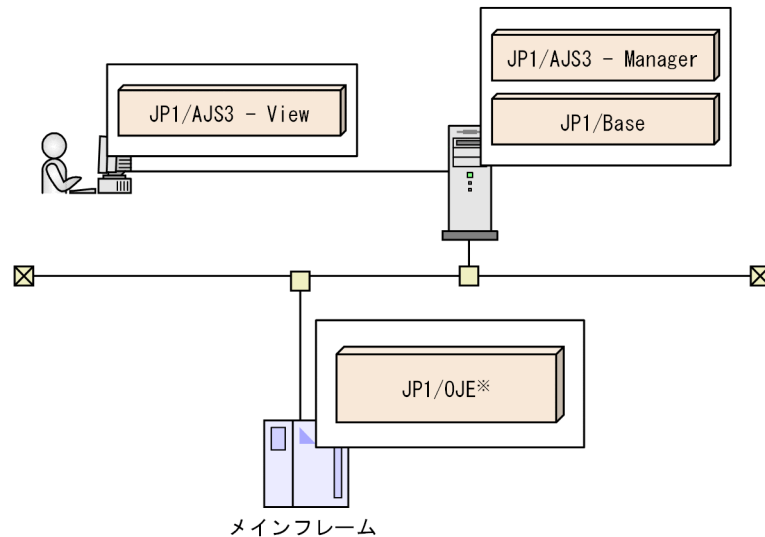 JP1/AJS3 − Manager
JP1/AJS3 − View
JP1/Base
JP1/OJE※
メインフレーム